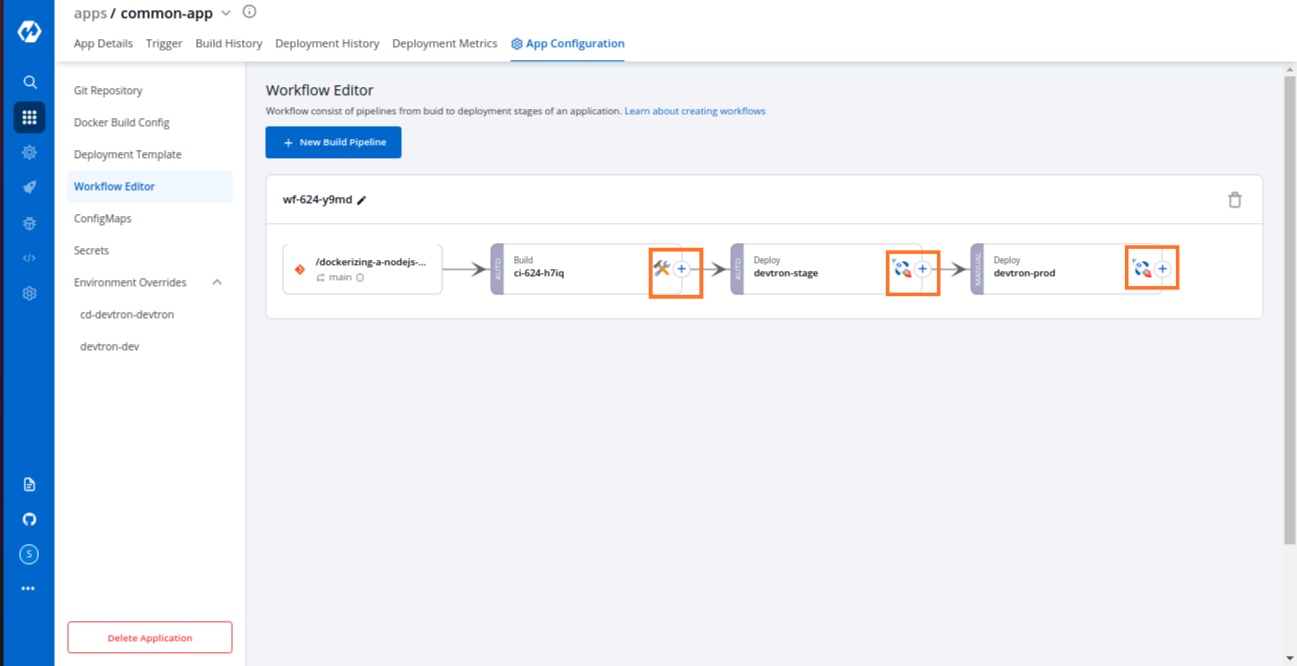 apps / common-app
App Details Trigger Build History Deployment History Deployment Metrics App Configuration
Git Repository
Docker Build Config
Deployment Template
Workflow Editor
ConfigMaps
Secrets
Environment Overrides
cd-devtron-devtron
devtron-dev
Delete Application
S
Workflow Editor
Workflow consist of pipelines from buid to deployment stages of an application. Learn about creating workflows
+ New Build Pipeline
wf-624-y9md
/dockerizing-a-nodejs-...
main
AUTO
Build
ci-624-h7iq
AUTO
Deploy
devtron-stage
MANUAL
Deploy
devtron-prod